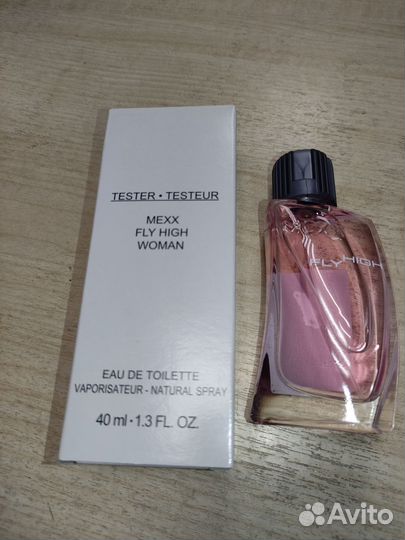 TESTER • TESTEUR
MEXX
FLY HIGH
WOMAN
EAU DE TOILETTE
VAPORISATEUR - NATURAL SPRAY
40 ml • 1.3 FL. OZ.
FLY HIGH
Avito